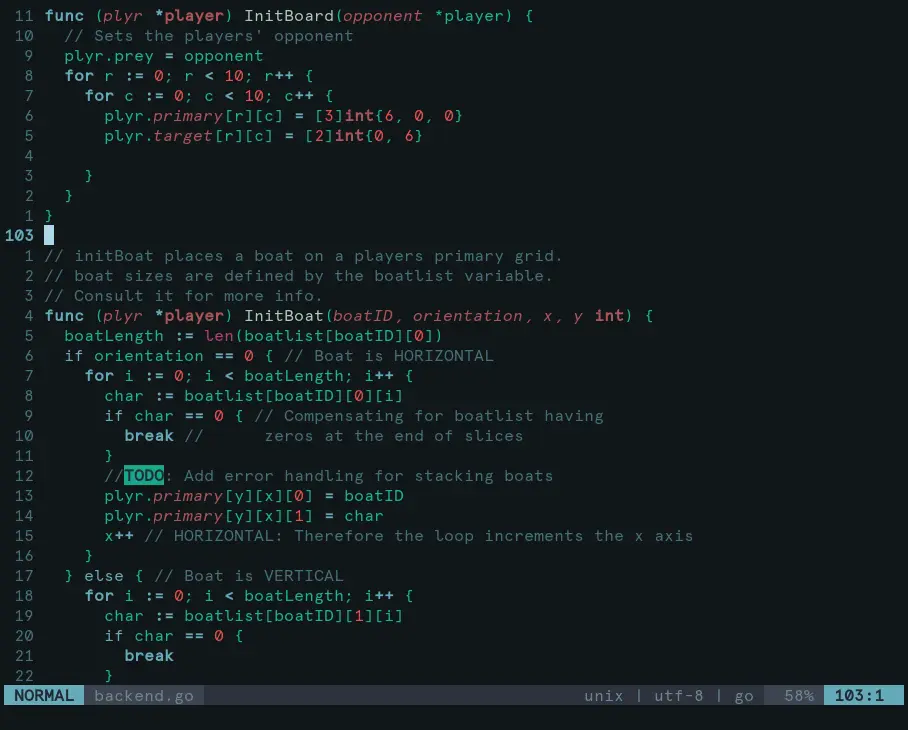 11 func (plyr *player) InitBoard(opponent *player) {
10   // Sets the players' opponent
 9   plyr.prey = opponent
 8   for r := 0; r < 10; r++ {
 7     for c := 0; c < 10; c++ {
 6       plyr.primary[r][c] = [3]int{6, 0, 0}
 5       plyr.target[r][c] = [2]int{0, 6}
 4
 3     }
 2   }
 1 }
103
 1 // initBoat places a boat on a players primary grid.
 2 // boat sizes are defined by the boatlist variable.
 3 // Consult it for more info.
 4 func (plyr *player) InitBoat(boatID, orientation, x, y int) {
 5   boatLength := len(boatlist[boatID][0])
 6   if orientation == 0 { // Boat is HORIZONTAL
 7     for i := 0; i < boatLength; i++ {
 8       char := boatlist[boatID][0][i]
 9       if char == 0 { // Compensating for boatlist having
10         break //      zeros at the end of slices
11       }
12       //TODO: Add error handling for stacking boats
13       plyr.primary[y][x][0] = boatID
14       plyr.primary[y][x][1] = char
15       x++ // HORIZONTAL: Therefore the loop increments the x axis
16     }
17   } else { // Boat is VERTICAL
18     for i := 0; i < boatLength; i++ {
19       char := boatlist[boatID][1][i]
20       if char == 0 {
21         break
22       }
NORMAL backend.go unix | utf-8 | go 58% 103:1